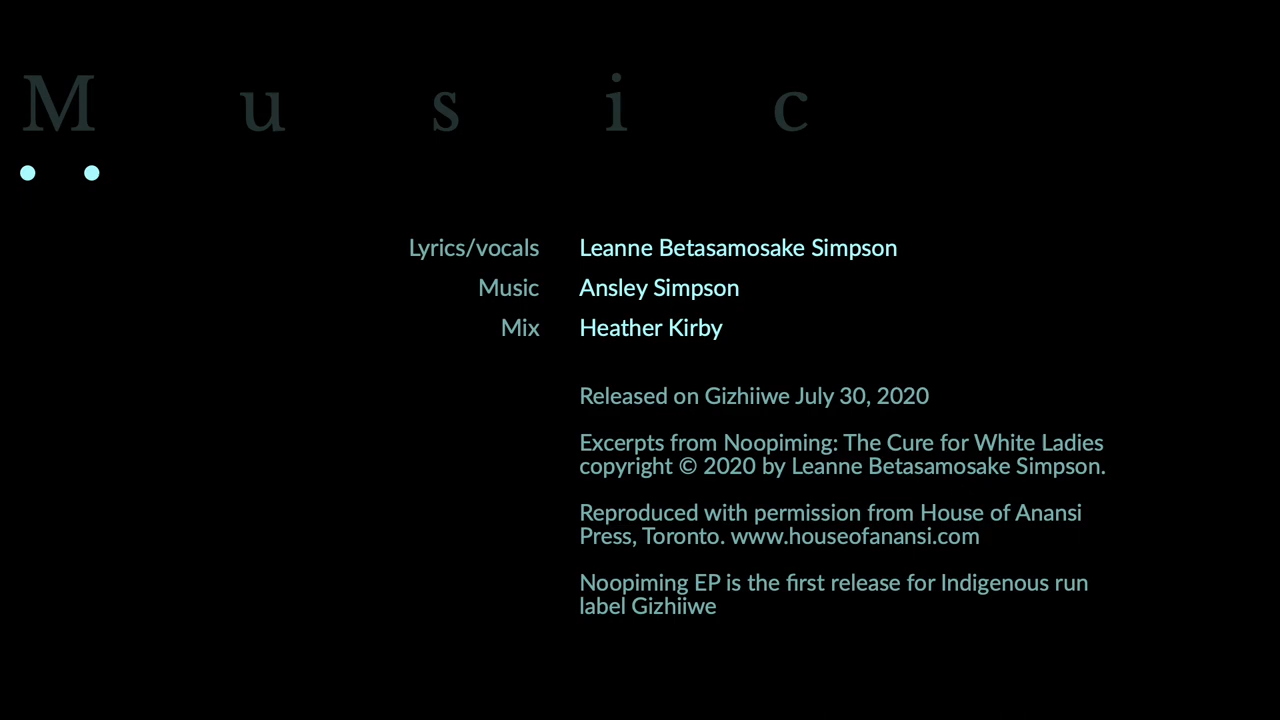 M u s i c
Lyrics/vocals Leanne Betasamosake Simpson
Music Ansley Simpson
Mix Heather Kirby
Released on Gizhiiwe July 30, 2020
Excerpts from Noopiming: The Cure for White Ladies
copyright © 2020 by Leanne Betasamosake Simpson.
Reproduced with permission from House of Anansi
Press, Toronto. www.houseofanansi.com
Noopiming EP is the first release for Indigenous run
label Gizhiiwe